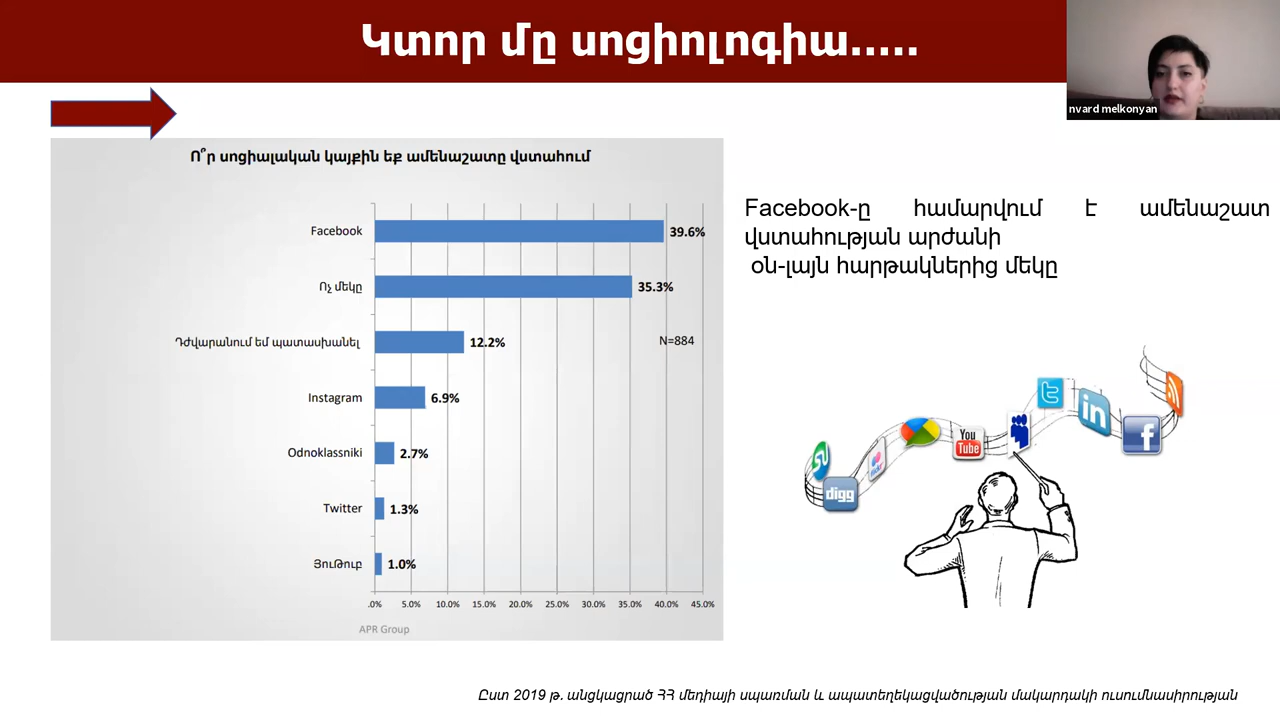 Կտոր մը սոցիոլոգիա.....
nvard melkonyan
Ո՞ր սոցիալական կայքին եք ամենաշատը վստահում
Facebook 39.6%
Ոչ մեկը 35.3%
Դժվարանում եմ պատասխանել 12.2%
N=884
Instagram 6.9%
Odnoklassniki 2.7%
Twitter 1.3%
ՅուԹուբ 1.0%
.0% 5.0% 10.0% 15.0% 20.0% 25.0% 30.0% 35.0% 40.0% 45.0%
APR Group
Facebook-ը համարվում է ամենաշատ
վստահության արժանի
օն-լայն հարթակներից մեկը
digg
flickr
You
Tube
in
Ըստ 2019 թ. անցկացրած ՀՀ մեդիայի սպառման և ապատեղեկացվածության մակարդակի ուսումնասիրության